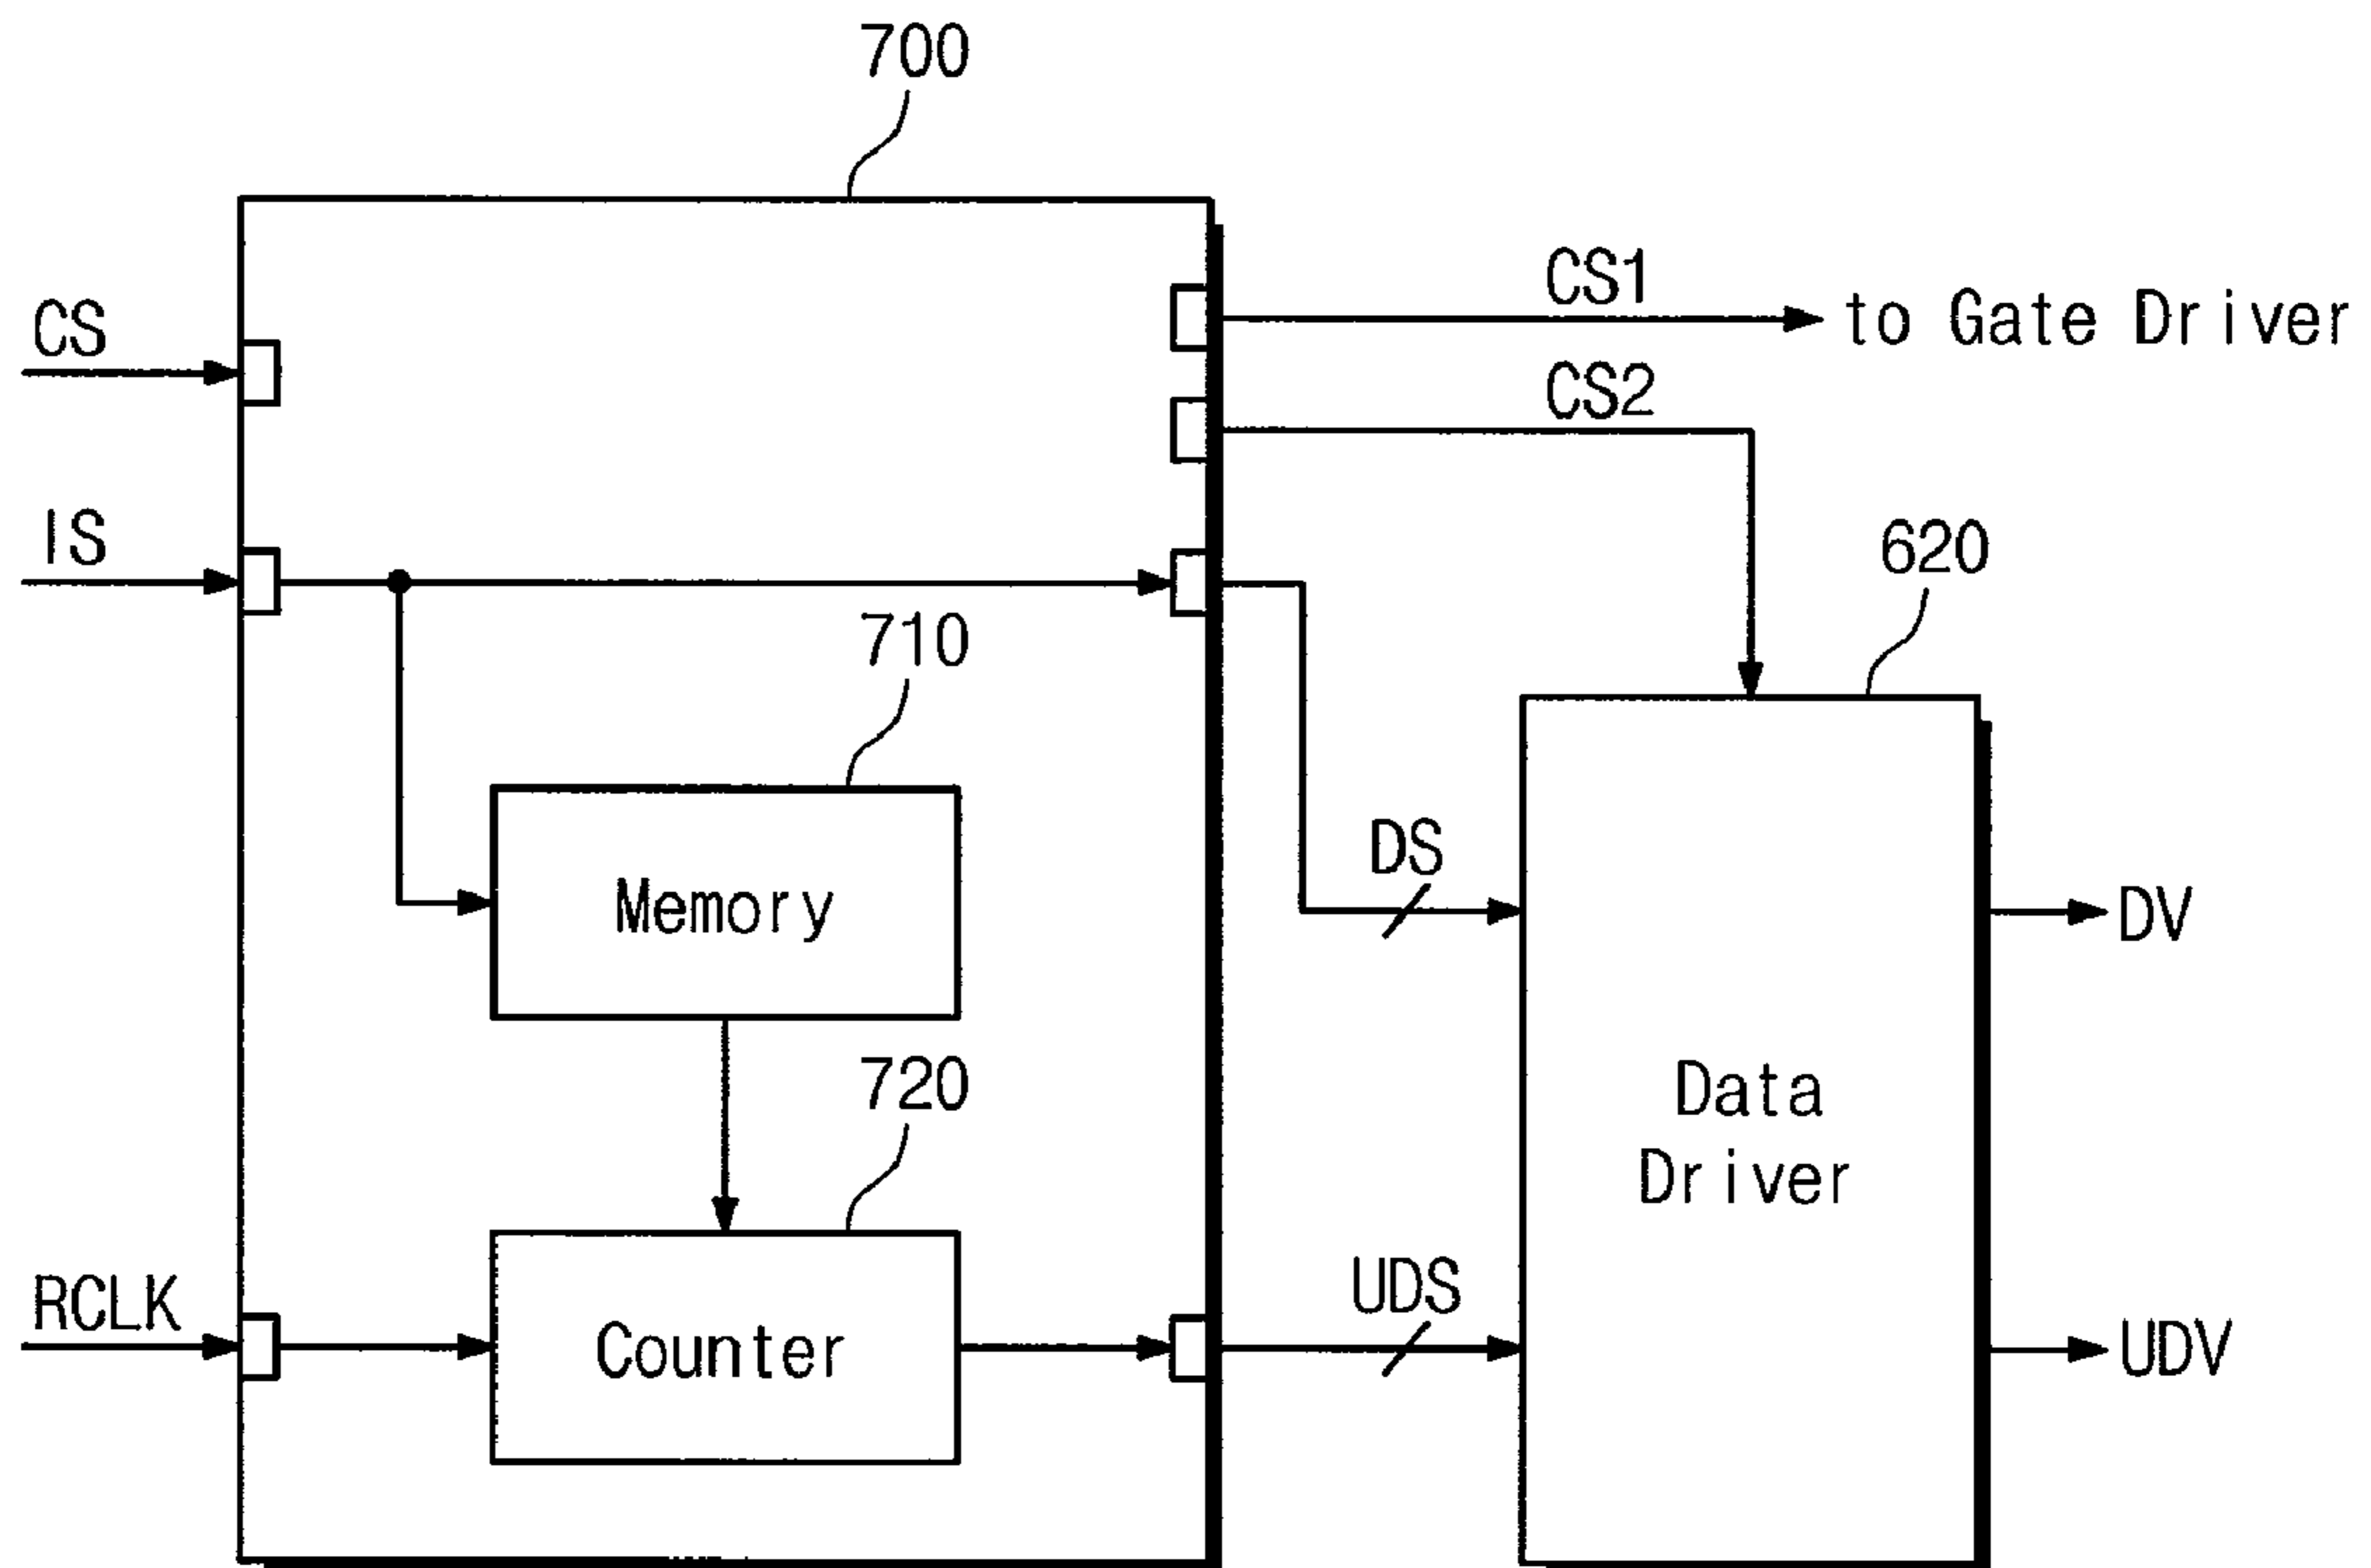 700
CS1
to Gate Driver
CS
CS2
IS
620
710
DS
Memory
DV
720
Data
Driver
RCLK
UDS
Counter
UDV